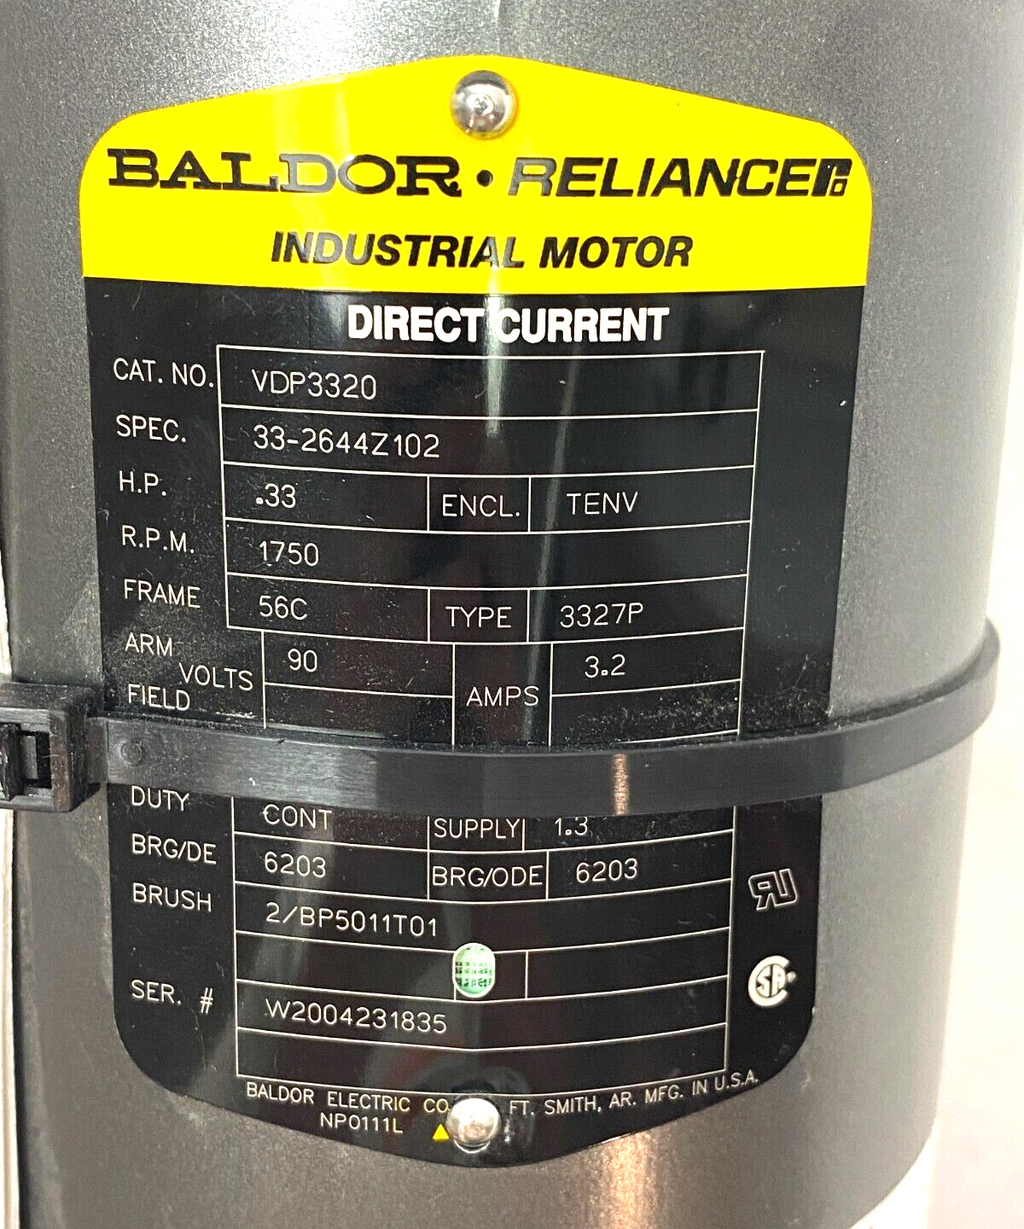 BALDOR • RELIANCE
INDUSTRIAL MOTOR
DIRECT CURRENT
CAT. NO. VDP3320
SPEC. 33-2644Z102
H.P. .33 ENCL. TENV
R.P.M. 1750
FRAME 56C TYPE 3327P
ARM VOLTS 90 AMPS 3.2
FIELD
DUTY CONT SUPPLY 1.3
BRG/DE 6203 BRG/ODE 6203
BRUSH 2/BP5011T01
SER. # W2004231835
BALDOR ELECTRIC CO. FT. SMITH, AR. MFG. IN U.S.A.
NP0111L